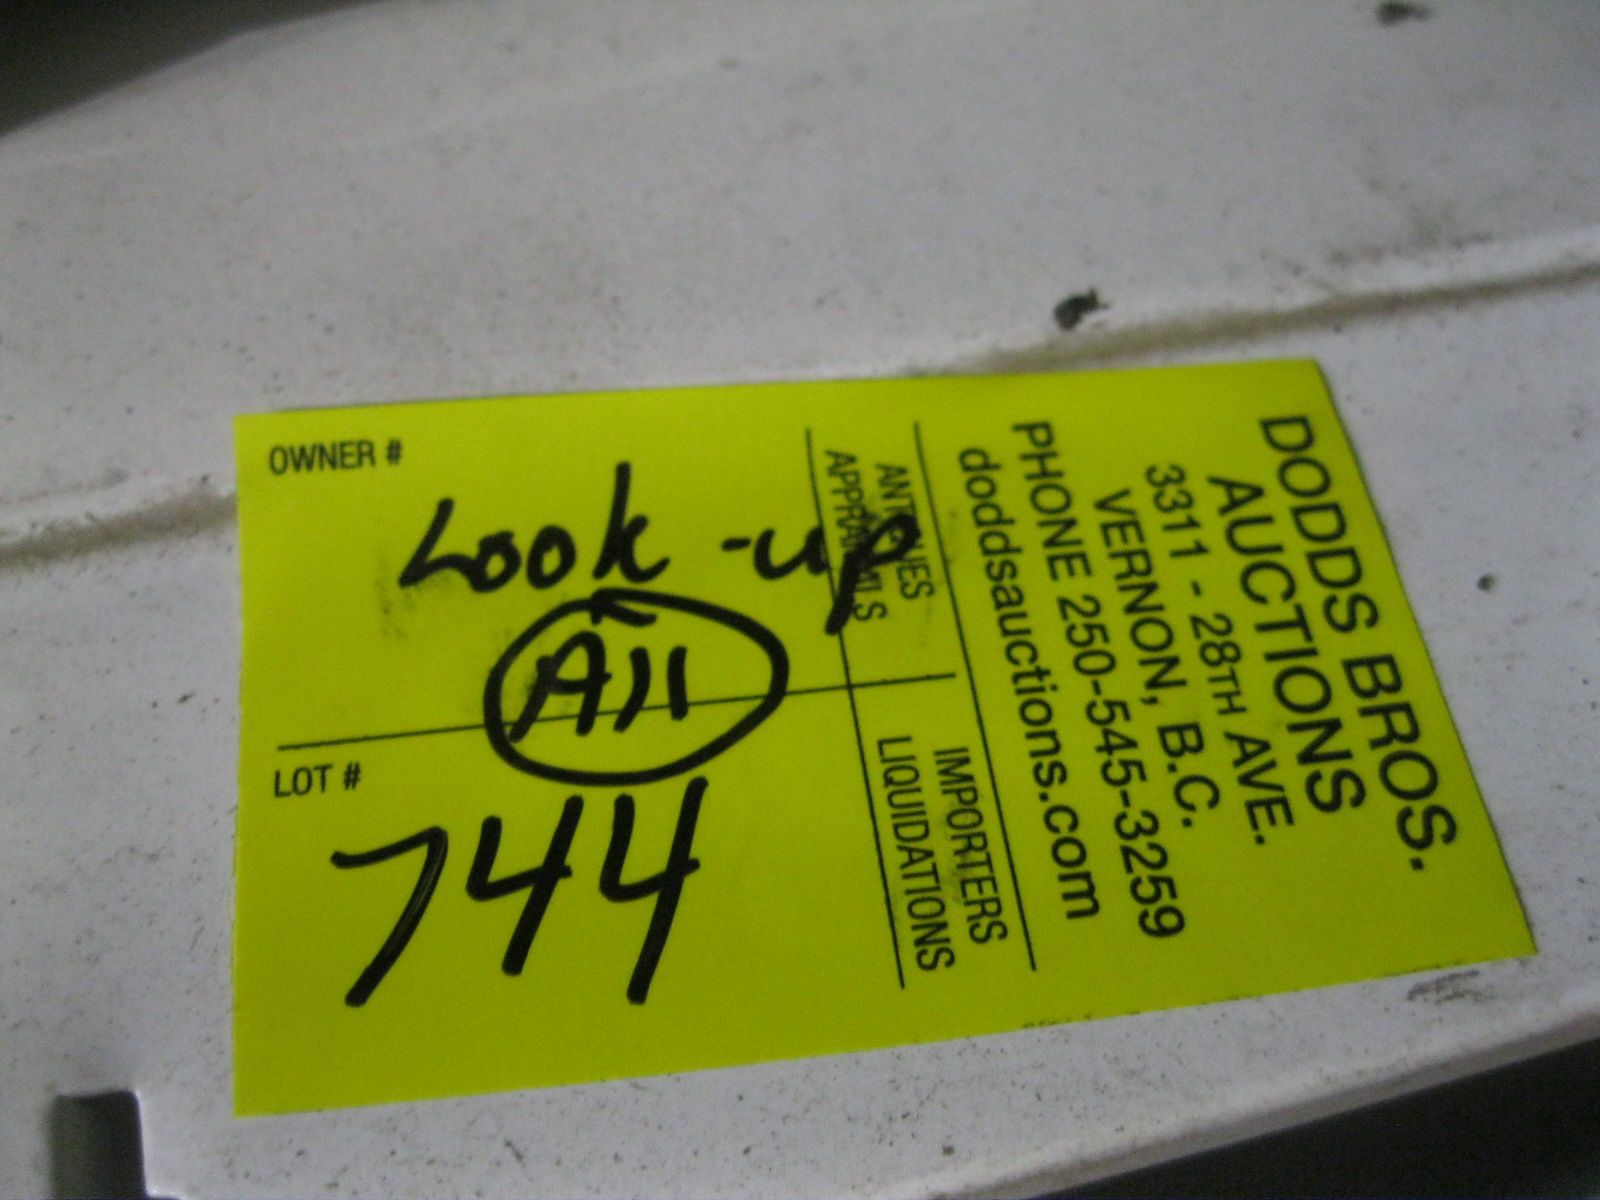 DODDS BROS.
AUCTIONS
3311 - 28TH AVE.
VERNON, B.C.
PHONE 250-545-3259
doddsauctions.com
ANTIQUES
APPRAISALS
IMPORTERS
LIQUIDATIONS
OWNER #
Look-up
All
LOT #
744